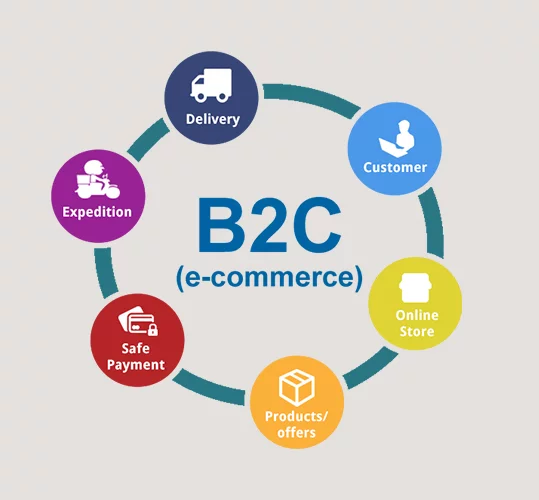 Delivery
Customer
Expedition
B2C
(e-commerce)
Online
Store
Safe
Payment
Products/
offers